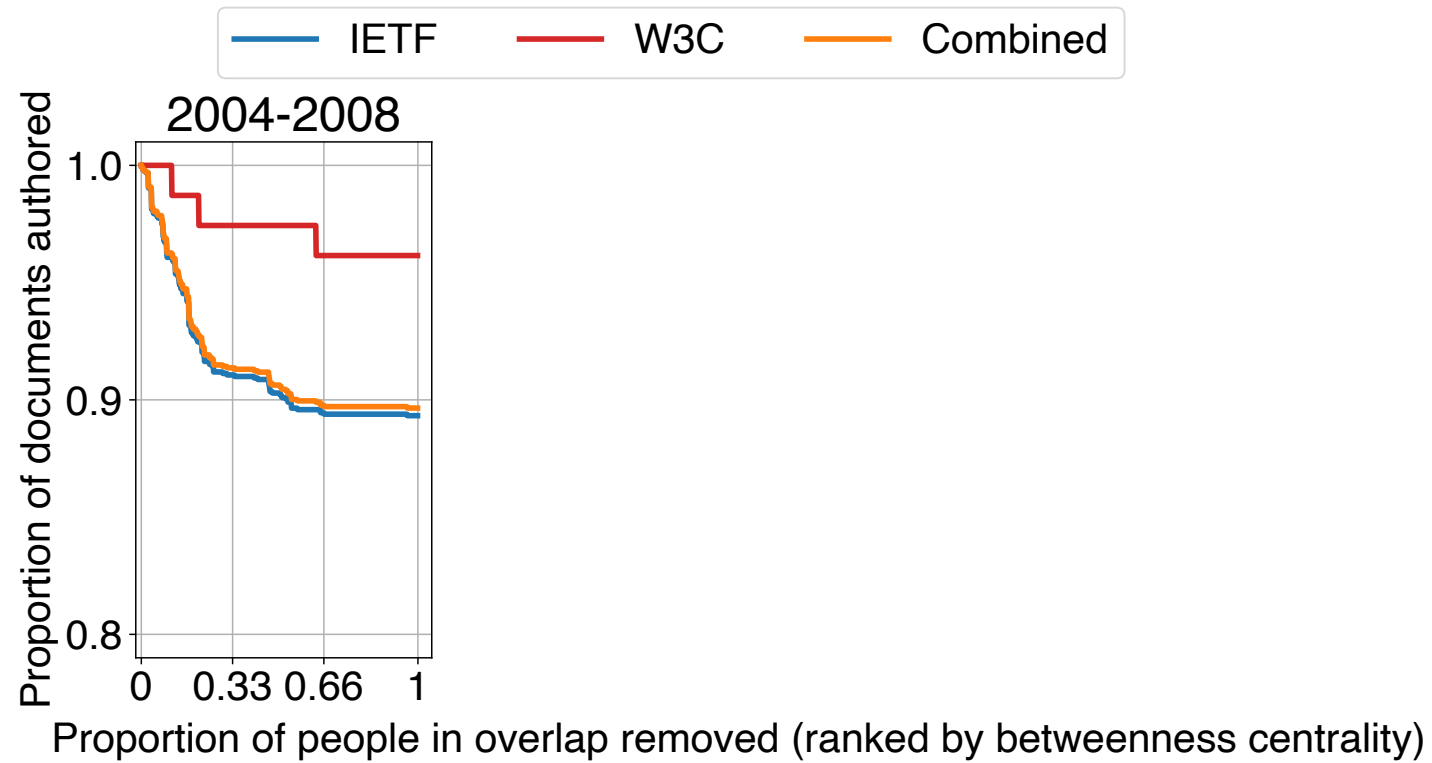 IETF W3C Combined
2004-2008
Proportion of documents authored
1.0
0.9
0.8
0 0.33 0.66 1
Proportion of people in overlap removed (ranked by betweenness centrality)